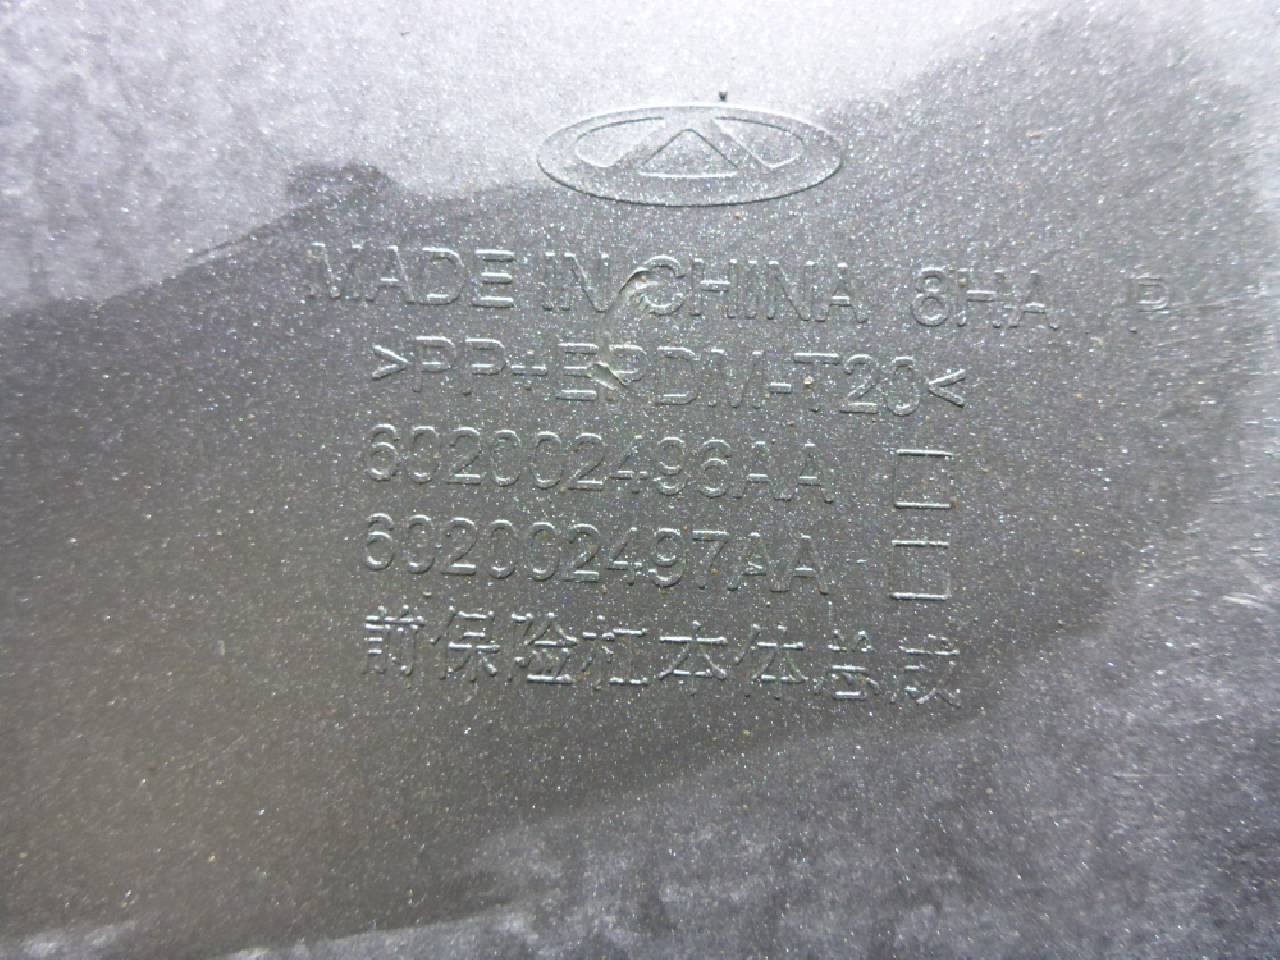 MADE IN CHINA 8HA P
>PP+EPDM-T20<
602002496AA □
602002497AA □
前保险杠本体总成